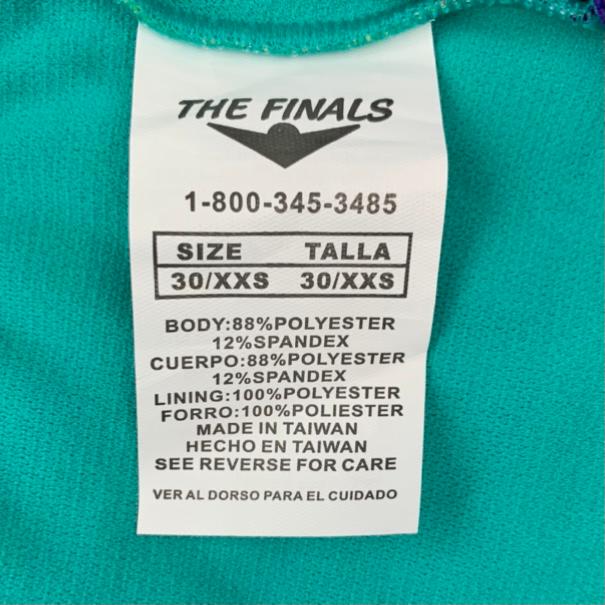 THE FINALS
1-800-345-3485
SIZE TALLA
30/XXS 30/XXS
BODY:88%POLYESTER
12%SPANDEX
CUERPO:88%POLYESTER
12%SPANDEX
LINING:100%POLYESTER
FORRO:100%POLIESTER
MADE IN TAIWAN
HECHO EN TAIWAN
SEE REVERSE FOR CARE
VER AL DORSO PARA EL CUIDADO